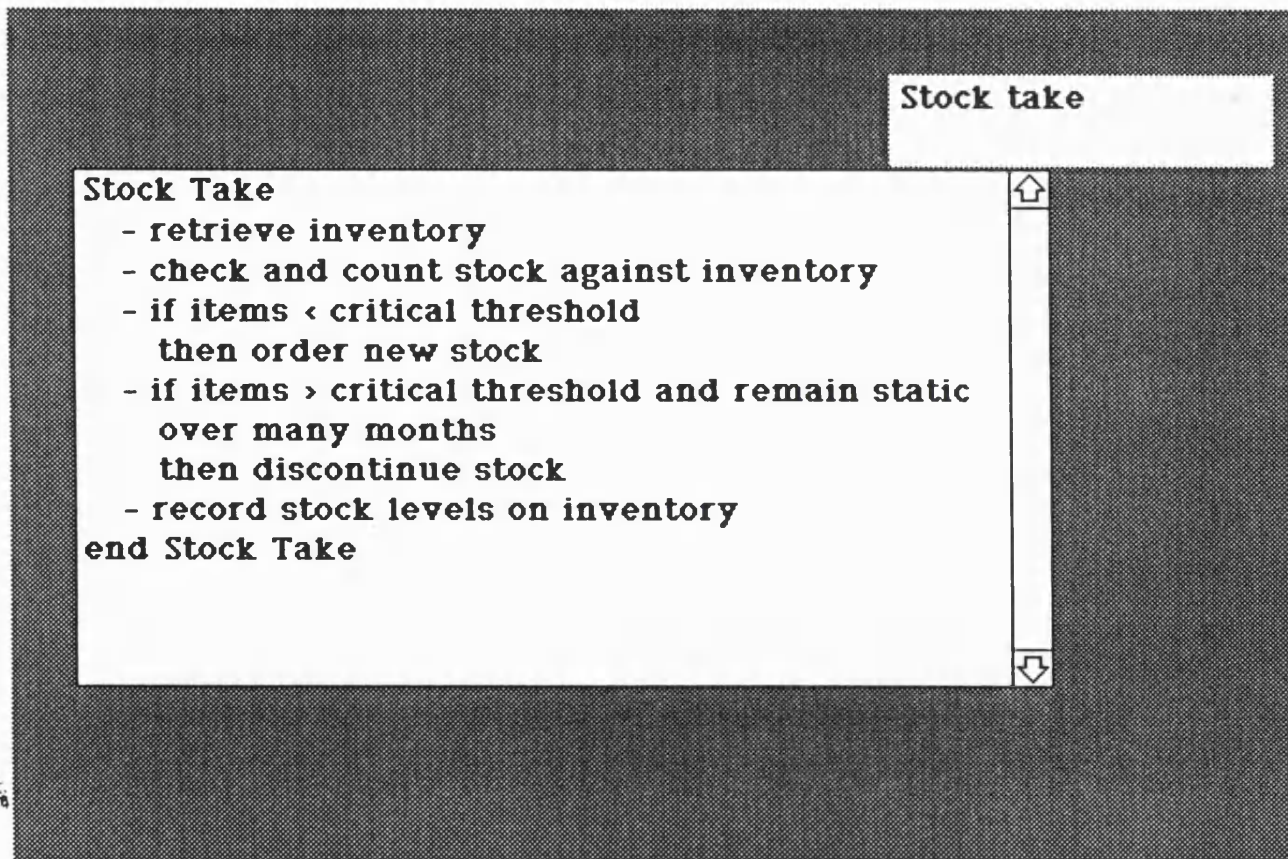 Stock take
Stock Take
- retrieve inventory
- check and count stock against inventory
- if items < critical threshold
then order new stock
- if items > critical threshold and remain static
over many months
then discontinue stock
- record stock levels on inventory
end Stock Take